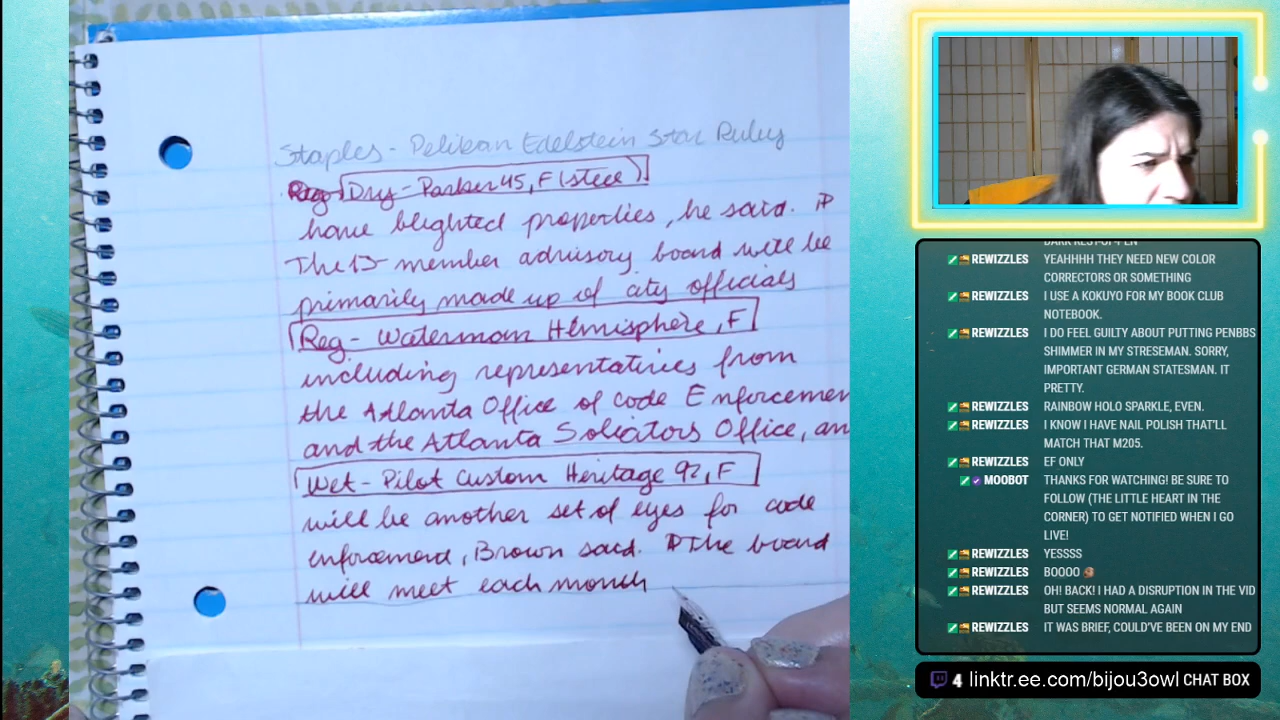 Staples - Pelikan Edelstein Star Ruby
Reg Dry - Parker 45, F (steel)
have blighted properties, he said. ¶
The 13-member advisory board will be
primarily made up of city officials
Reg - Waterman Hémisphère, F
including representatives from
the Atlanta Office of Code Enforcemen
and the Atlanta Solicitors Office, an
Wet - Pilot Custom Heritage 92, F
will be another set of eyes for code
enforcement, Brown said. ¶ The board
will meet each month
DARK REST OF 4 EN
REWIZZLES YEAHHHH THEY NEED NEW COLOR
CORRECTORS OR SOMETHING
REWIZZLES I USE A KOKUYO FOR MY BOOK CLUB
NOTEBOOK.
REWIZZLES I DO FEEL GUILTY ABOUT PUTTING PENBBS
SHIMMER IN MY STRESEMAN. SORRY,
IMPORTANT GERMAN STATESMAN. IT
PRETTY.
REWIZZLES RAINBOW HOLO SPARKLE, EVEN.
REWIZZLES I KNOW I HAVE NAIL POLISH THAT'LL
MATCH THAT M205.
REWIZZLES EF ONLY
MOOBOT THANKS FOR WATCHING! BE SURE TO
FOLLOW (THE LITTLE HEART IN THE
CORNER) TO GET NOTIFIED WHEN I GO
LIVE!
REWIZZLES YESSSS
REWIZZLES BOOO
REWIZZLES OH! BACK! I HAD A DISRUPTION IN THE VID
BUT SEEMS NORMAL AGAIN
REWIZZLES IT WAS BRIEF, COULD'VE BEEN ON MY END
4 linktr.ee.com/bijou3owl CHAT BOX